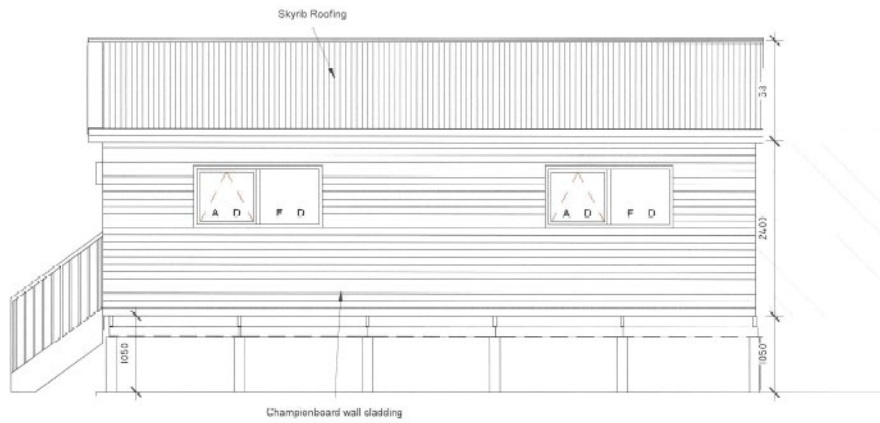 Skyrib Roofing
A D F D
A D F D
2400
1050
1050
Championboard wall cladding